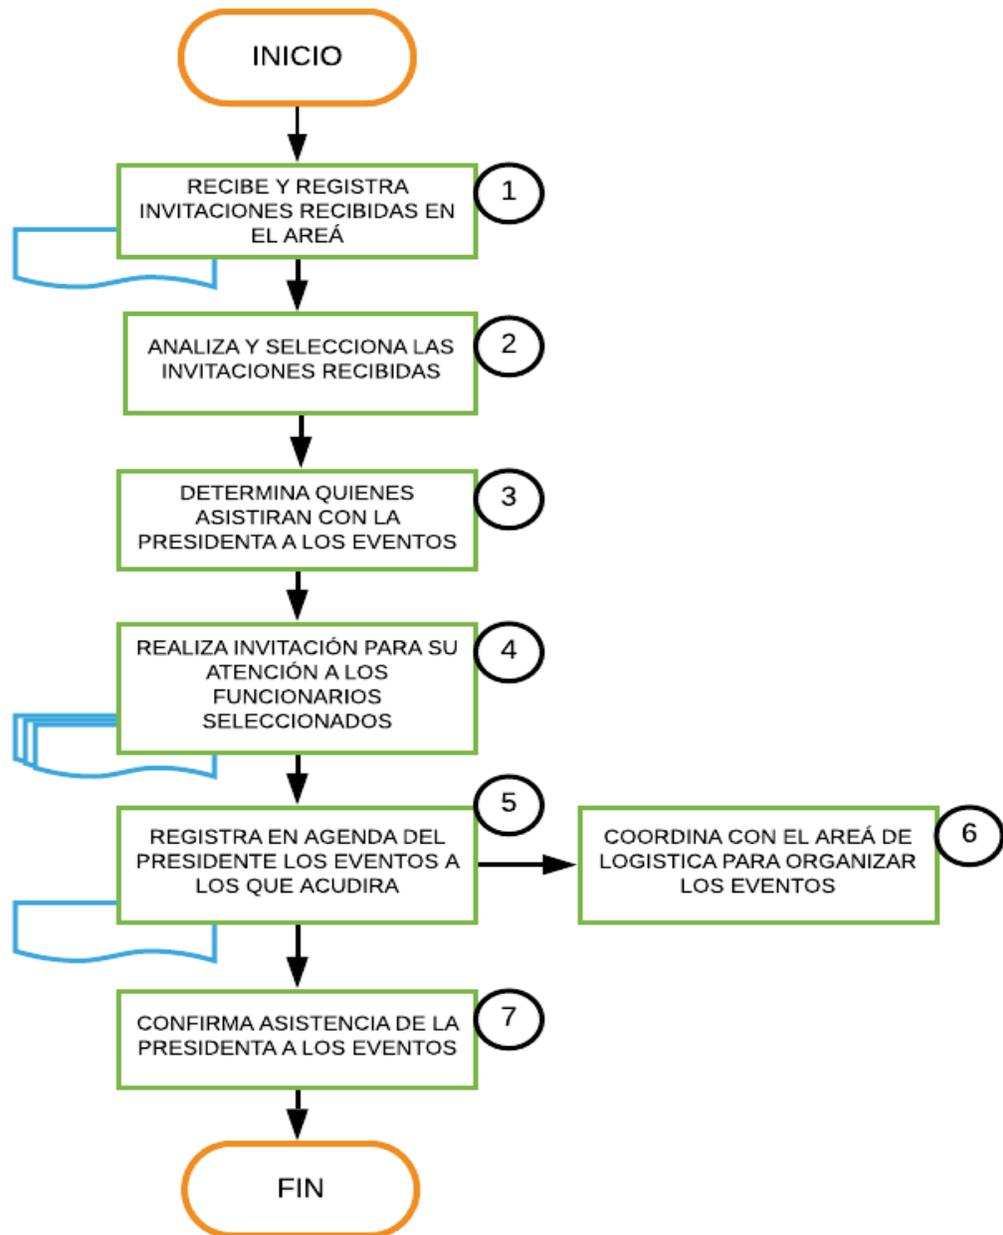 INICIO
RECIBE Y REGISTRA
INVITACIONES RECIBIDAS EN
EL AREÁ
1
ANALIZA Y SELECCIONA LAS
INVITACIONES RECIBIDAS
2
DETERMINA QUIENES
ASISTIRAN CON LA
PRESIDENTA A LOS EVENTOS
3
REALIZA INVITACIÓN PARA SU
ATENCIÓN A LOS
FUNCIONARIOS
SELECCIONADOS
4
REGISTRA EN AGENDA DEL
PRESIDENTE LOS EVENTOS A
LOS QUE ACUDIRA
5
COORDINA CON EL AREÁ DE
LOGISTICA PARA ORGANIZAR
LOS EVENTOS
6
CONFIRMA ASISTENCIA DE LA
PRESIDENTA A LOS EVENTOS
7
FIN